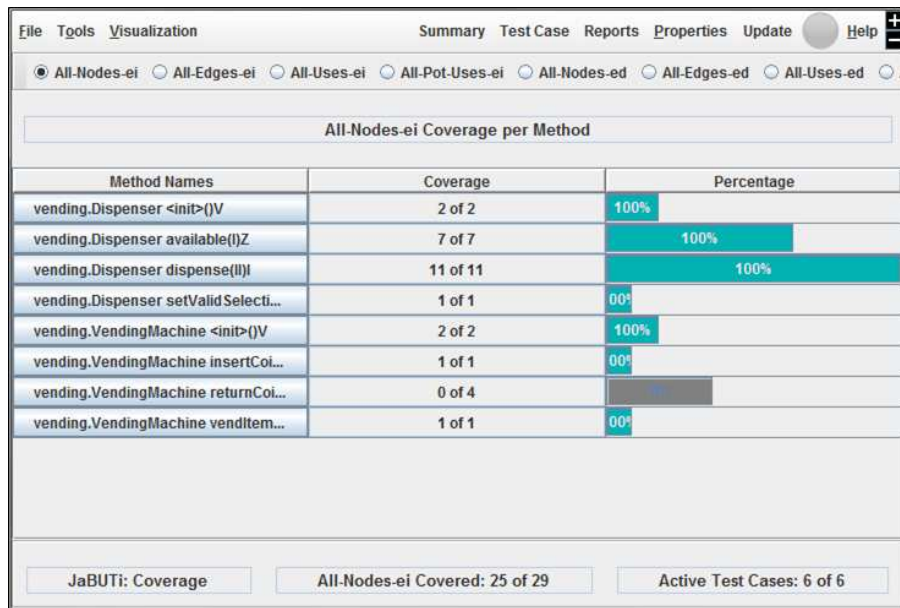 File Tools Visualization Summary Test Case Reports Properties Update Help
All-Nodes-ei All-Edges-ei All-Uses-ei All-Pot-Uses-ei All-Nodes-ed All-Edges-ed All-Uses-ed
All-Nodes-ei Coverage per Method
Method Names Coverage Percentage
vending.Dispenser <init>()V 2 of 2 100%
vending.Dispenser available(I)Z 7 of 7 100%
vending.Dispenser dispense(II)I 11 of 11 100%
vending.Dispenser setValidSelecti... 1 of 1 00%
vending.VendingMachine <init>()V 2 of 2 100%
vending.VendingMachine insertCoi... 1 of 1 00%
vending.VendingMachine returnCoi... 0 of 4
vending.VendingMachine vendItem... 1 of 1 00%
JaBUTi: Coverage All-Nodes-ei Covered: 25 of 29 Active Test Cases: 6 of 6